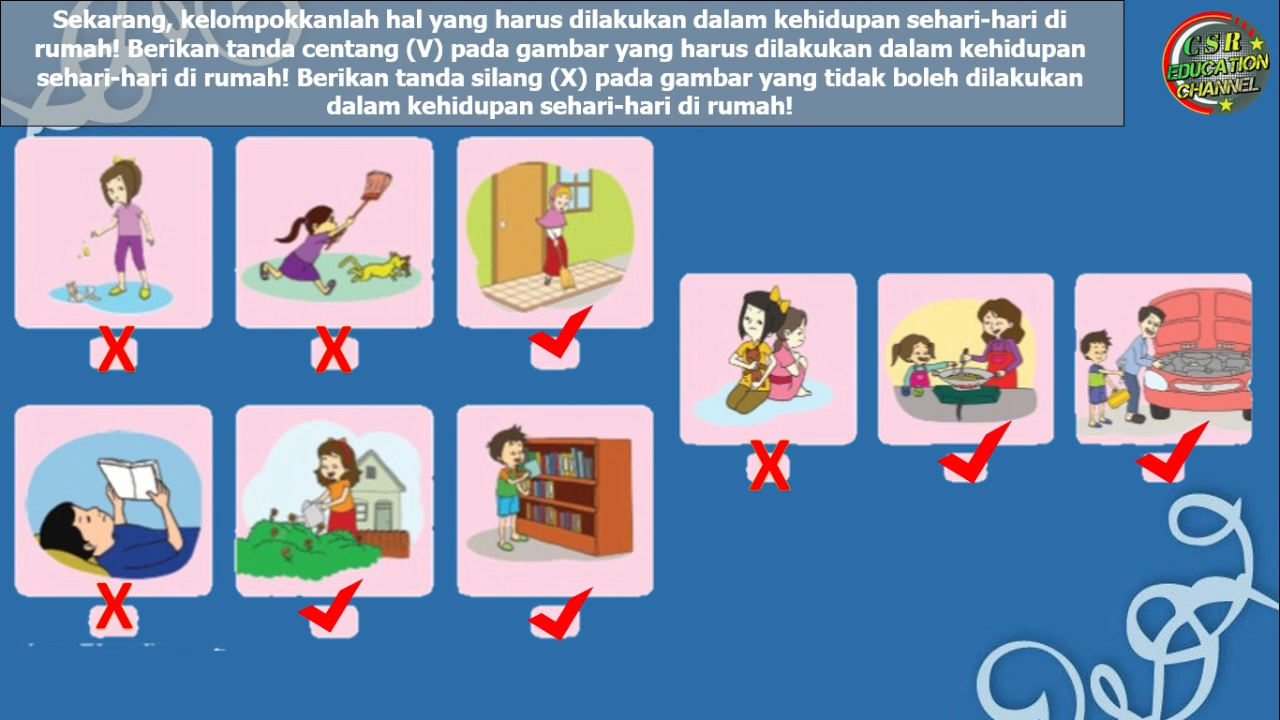 Sekarang, kelompokkanlah hal yang harus dilakukan dalam kehidupan sehari-hari di
rumah! Berikan tanda centang (V) pada gambar yang harus dilakukan dalam kehidupan
sehari-hari di rumah! Berikan tanda silang (X) pada gambar yang tidak boleh dilakukan
dalam kehidupan sehari-hari di rumah!
CSR
EDUCATION
CHANNEL
X
X
X
X